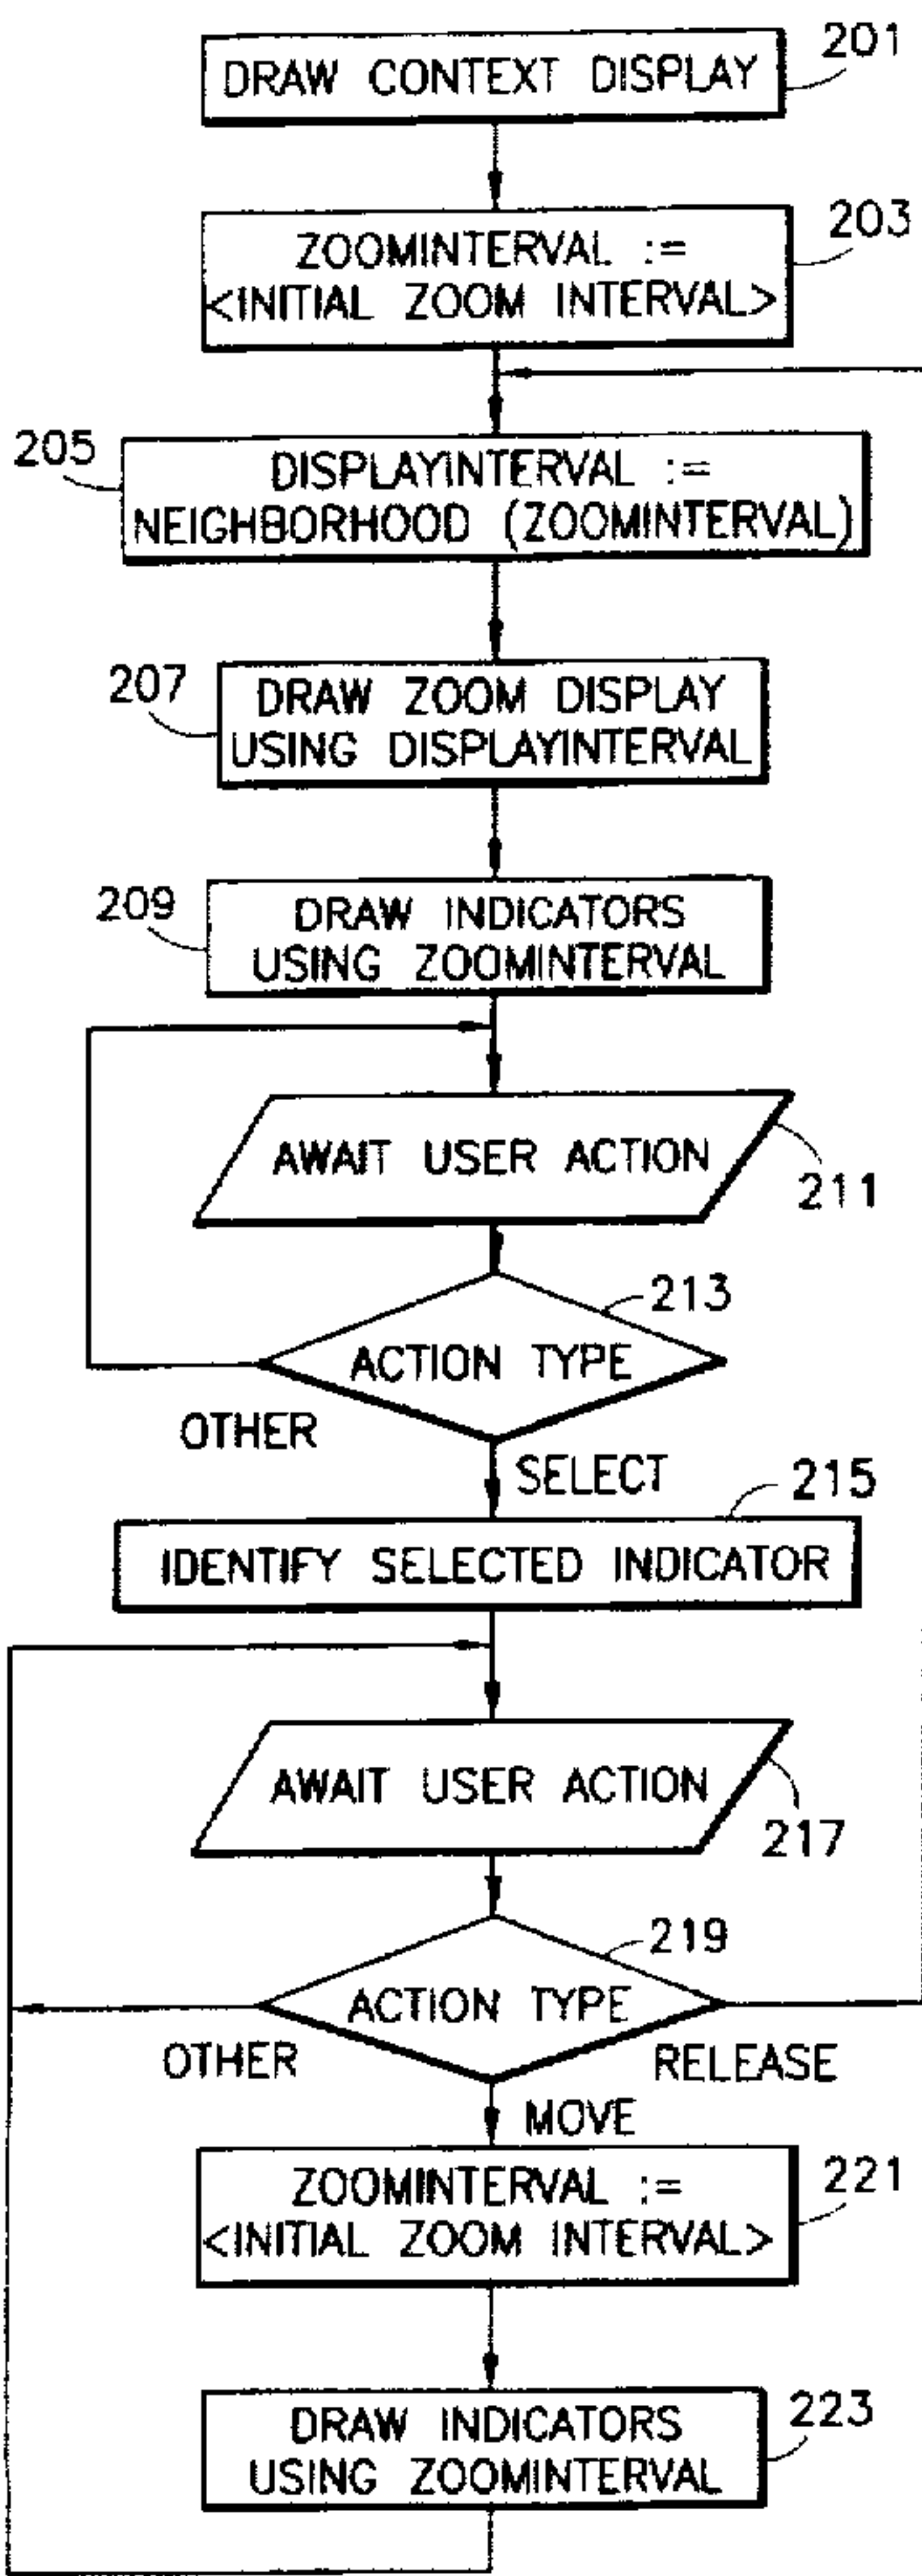 DRAW CONTEXT DISPLAY
201
ZOOMINTERVAL :=
<INITIAL ZOOM INTERVAL>
203
205
DISPLAYINTERVAL :=
NEIGHBORHOOD (ZOOMINTERVAL)
207
DRAW ZOOM DISPLAY
USING DISPLAYINTERVAL
209
DRAW INDICATORS
USING ZOOMINTERVAL
AWAIT USER ACTION
211
213
ACTION TYPE
OTHER
SELECT
215
IDENTIFY SELECTED INDICATOR
AWAIT USER ACTION
217
219
ACTION TYPE
OTHER
RELEASE
MOVE
ZOOMINTERVAL :=
<INITIAL ZOOM INTERVAL>
221
DRAW INDICATORS
USING ZOOMINTERVAL
223